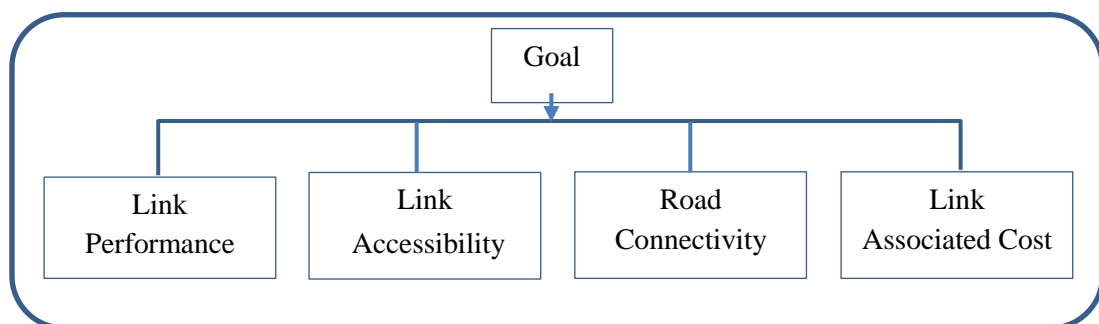 Goal
Link
Performance
Link
Accessibility
Road
Connectivity
Link
Associated Cost